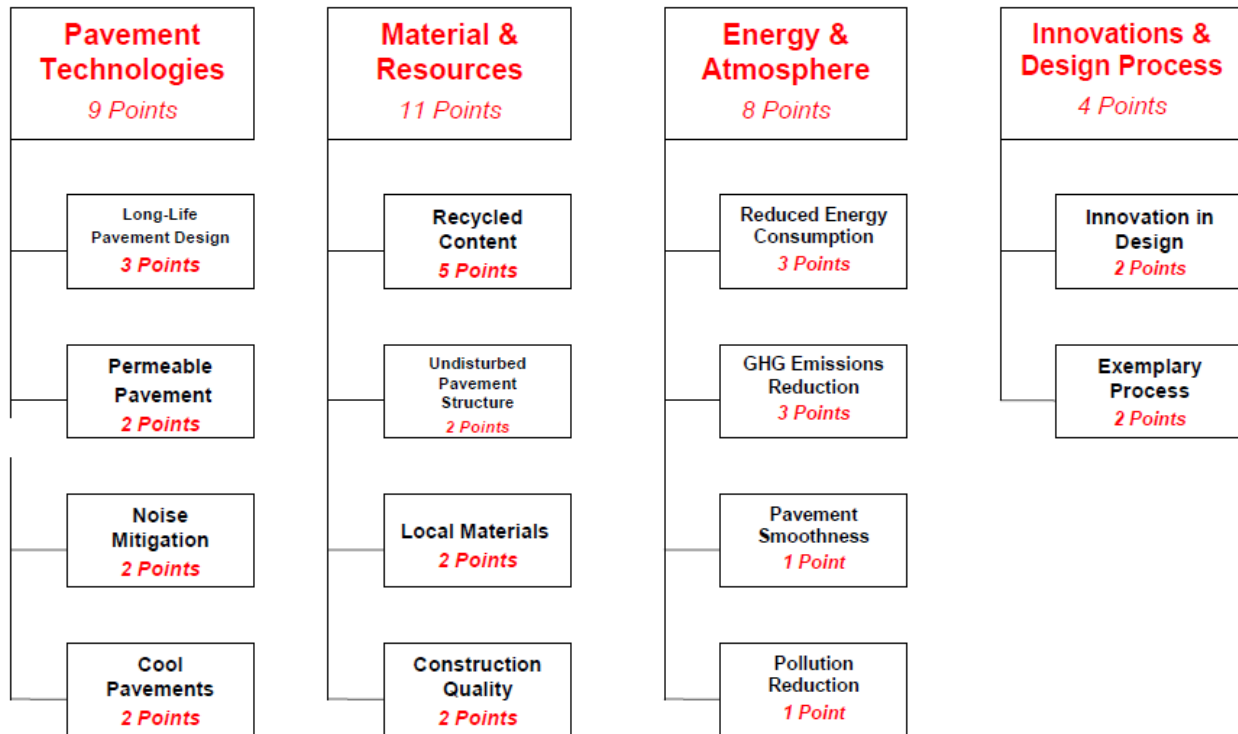 Pavement
Technologies
9 Points
Long-Life
Pavement Design
3 Points
Permeable
Pavement
2 Points
Noise
Mitigation
2 Points
Cool
Pavements
2 Points
Material &
Resources
11 Points
Recycled
Content
5 Points
Undisturbed
Pavement
Structure
2 Points
Local Materials
2 Points
Construction
Quality
2 Points
Energy &
Atmosphere
8 Points
Reduced Energy
Consumption
3 Points
GHG Emissions
Reduction
3 Points
Pavement
Smoothness
1 Point
Pollution
Reduction
1 Point
Innovations &
Design Process
4 Points
Innovation in
Design
2 Points
Exemplary
Process
2 Points